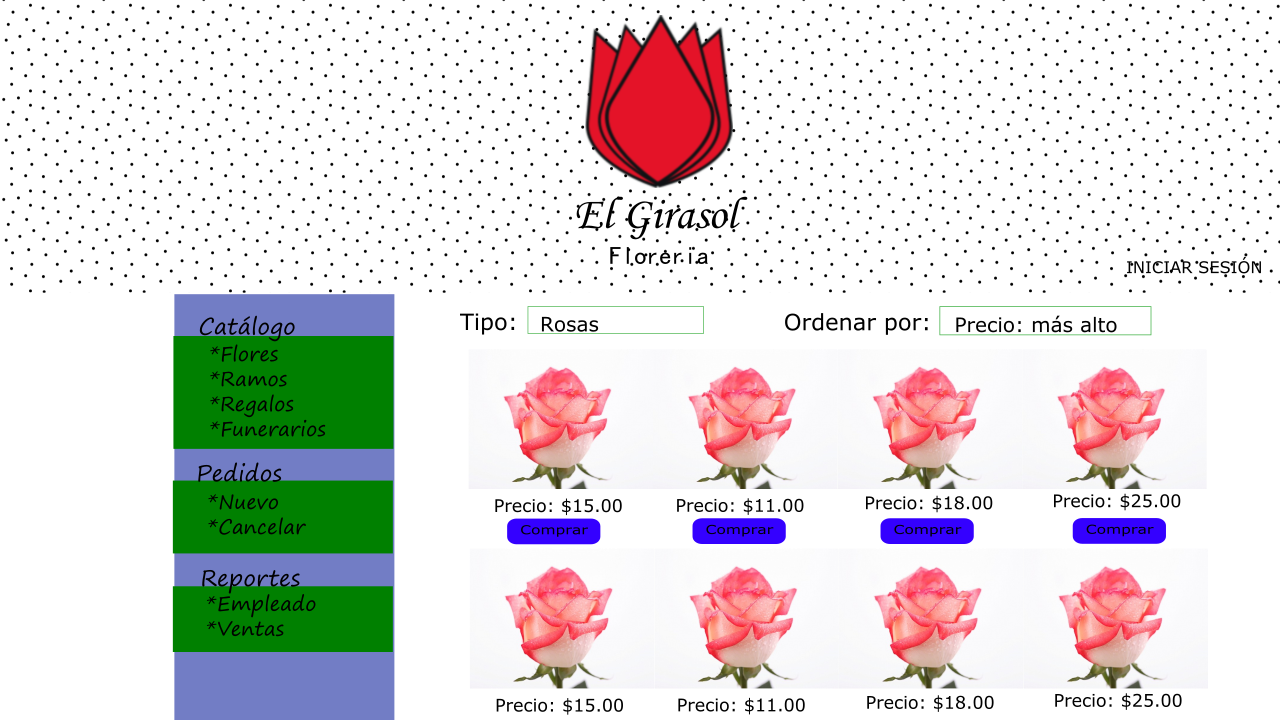 El Girasol
Florería
INICIAR SESIÓN
Catálogo
*Flores
*Ramos
*Regalos
*Funerarios
Pedidos
*Nuevo
*Cancelar
Reportes
*Empleado
*Ventas
Tipo: Rosas Ordenar por: Precio: más alto
Precio: $15.00 Precio: $11.00 Precio: $18.00 Precio: $25.00
Comprar Comprar Comprar Comprar
Precio: $15.00 Precio: $11.00 Precio: $18.00 Precio: $25.00